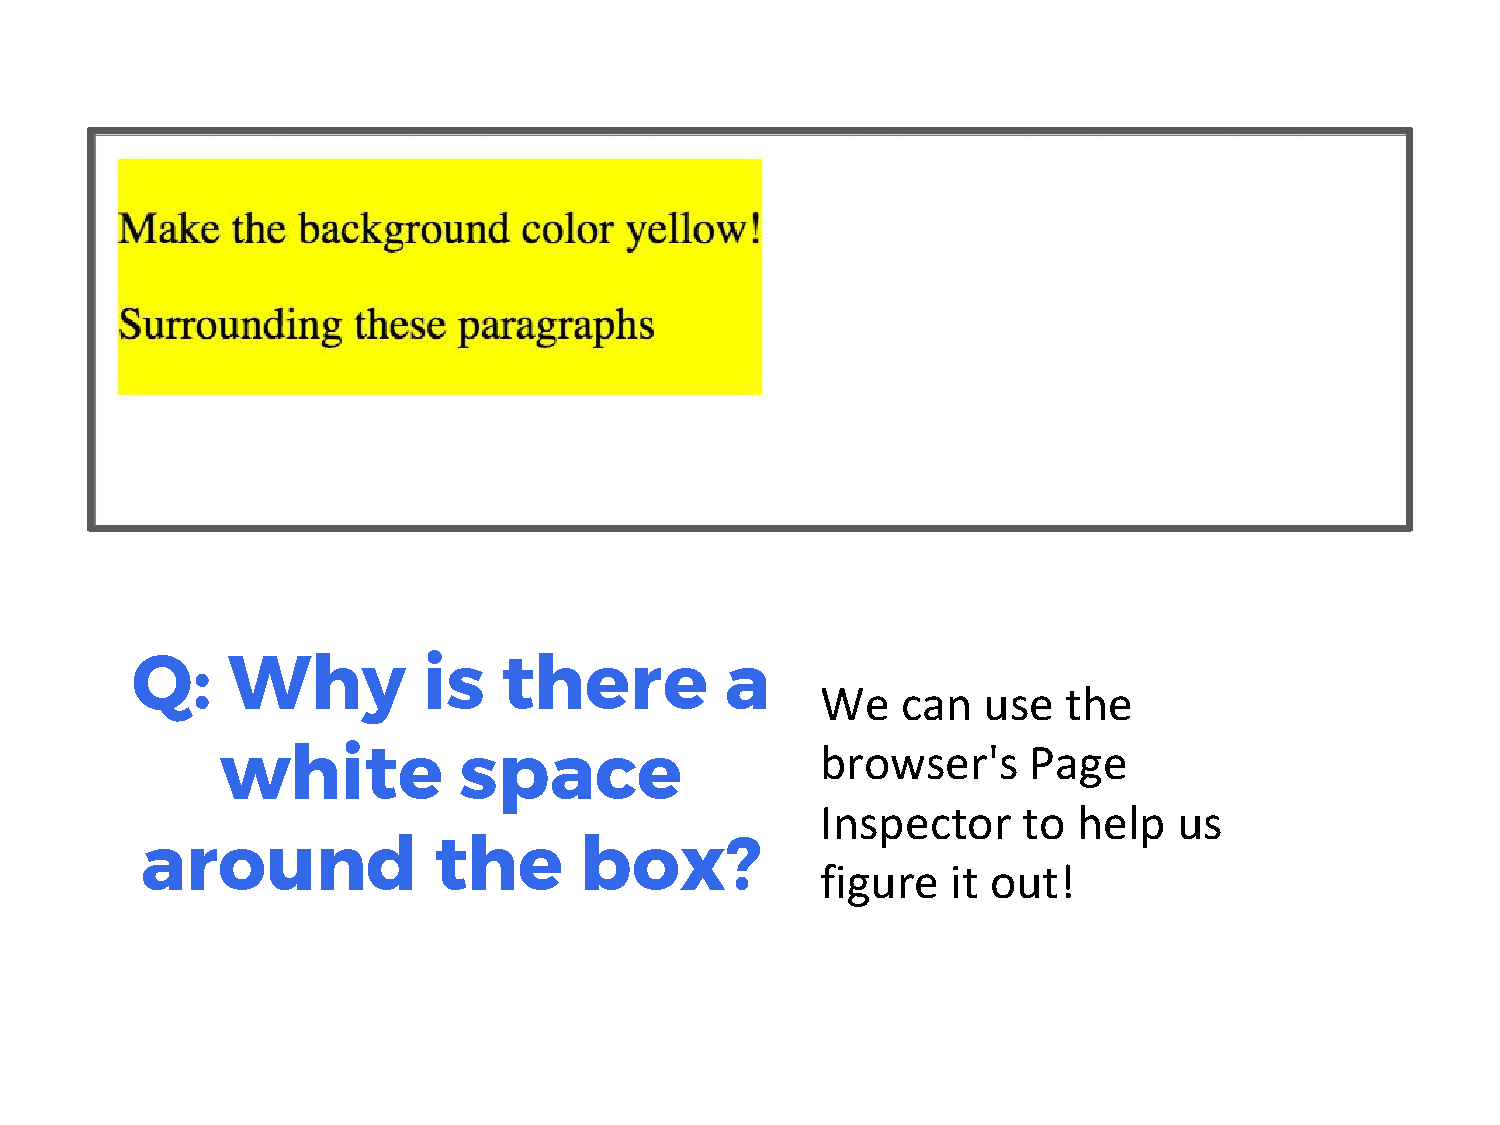 Make the background color yellow!
Surrounding these paragraphs
Q: Why is there a
white space
around the box?
We can use the
browser's Page
Inspector to help us
figure it out!